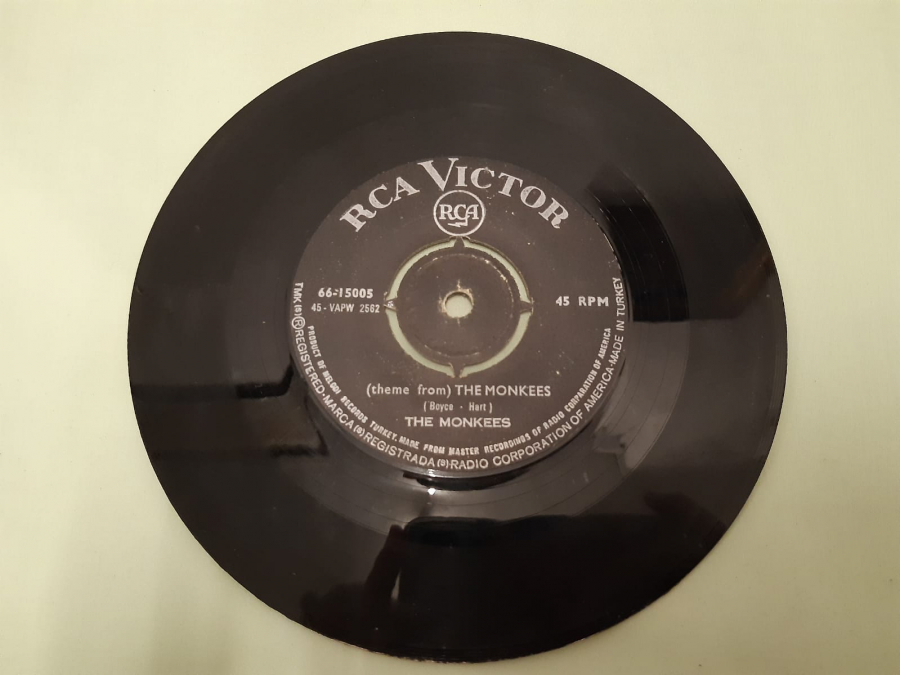 RCA VICTOR
RCA
66-15005
45 RPM
45-VAPW 2562
(theme from) THE MONKEES
(Boyce - Hart)
THE MONKEES
PRODUCT OF MELODI RECORDS TURKEY. MADE FROM MASTER RECORDINGS OF RADIO CORPORATION OF AMERICA
TMK(s) ® REGISTERED-MARCA(s) REGISTRADA (s) RADIO CORPORATION OF AMERICA-MADE IN TURKEY